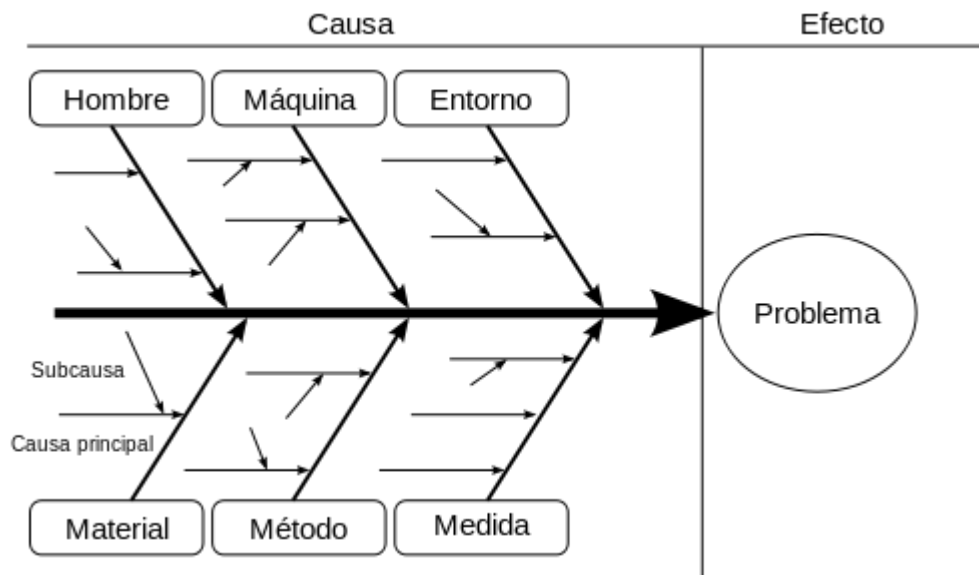 Causa
Efecto
Hombre
Máquina
Entorno
Problema
Subcausa
Causa principal
Material
Método
Medida